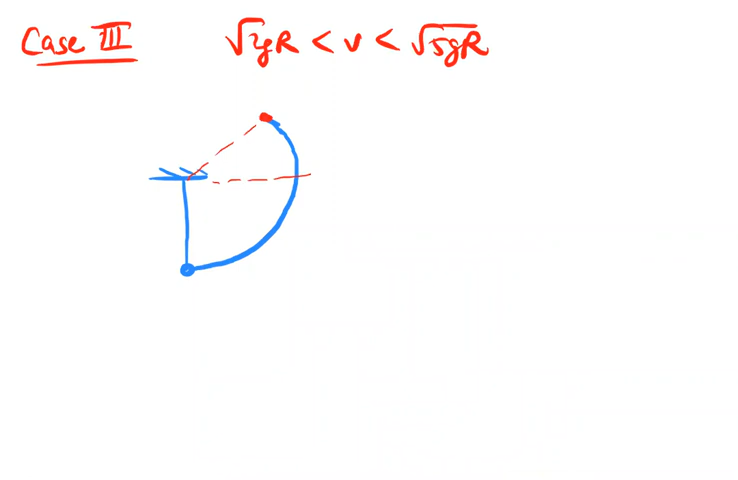 Case III √2gR < v < √5gR